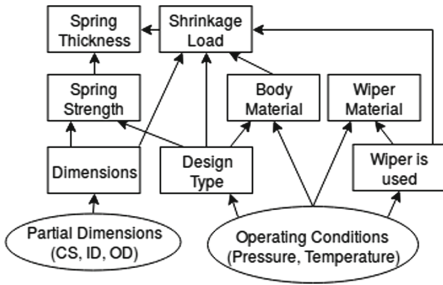 Spring
Thickness
Shrinkage
Load
Spring
Strength
Body
Material
Wiper
Material
Dimensions
Design
Type
Wiper is
used
Partial Dimensions
(CS, ID, OD)
Operating Conditions
(Pressure, Temperature)